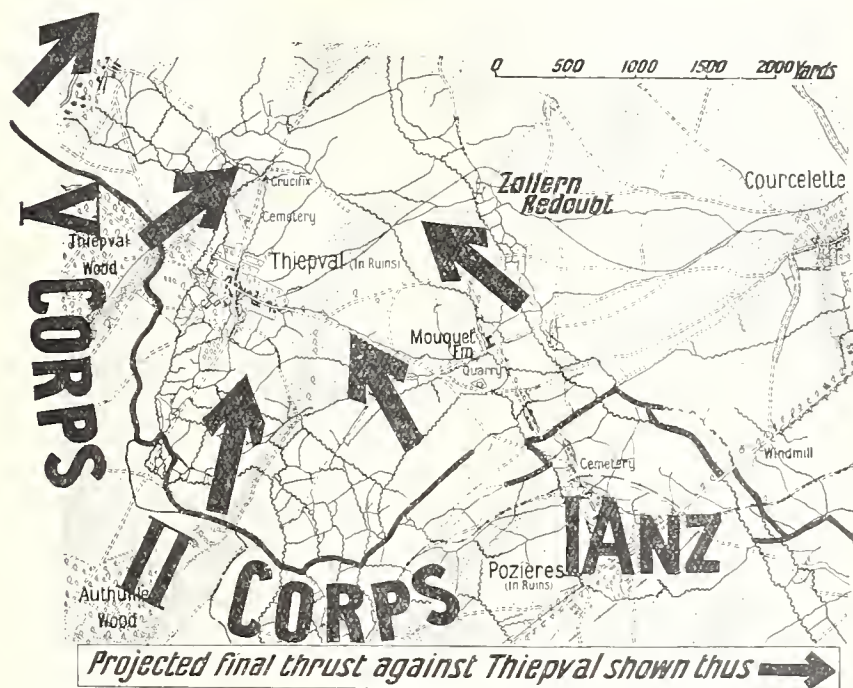 0 500 1000 1500 2000 Yards
Crucifix
Zollern
Redoubt
Courcelette
Cemetery
Thiepval
Wood
Thiepval (In Ruins)
V CORPS
Mouquet
Fm
Quarry
Cemetery
Windmill
II CORPS
I ANZ
Pozieres
(In Ruins)
Authuille
Wood
Projected final thrust against Thiepval shown thus